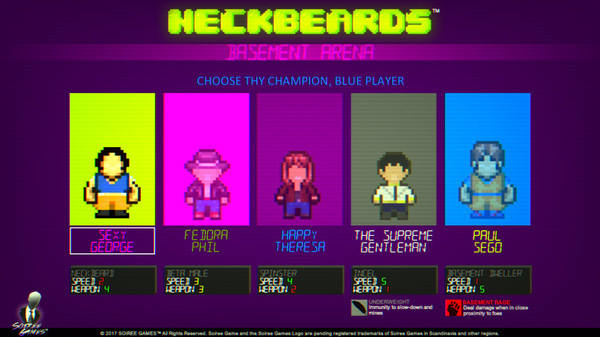 NECKBEARDS™
BASEMENT ARENA
CHOOSE THY CHAMPION, BLUE PLAYER
SEXY GEORGE
FEDORA PHIL
HAPPY THERESA
THE SUPREME GENTLEMAN
PAUL SEGO
NECKBEARD
SPEED 2
WEAPON 4
BETA MALE
SPEED 3
WEAPON 3
SPINSTER
SPEED 4
WEAPON 2
INCEL
SPEED 5
WEAPON 1
BASEMENT DWELLER
SPEED 1
WEAPON 5
UNDERWEIGHT
Immunity to slow-down and
mines
BASEMENT RAGE
Deal damage when in close
proximity to foes
SOIREE
GAMES™
© 2017 SOIREE GAMES™ All Rights Reserved. Soiree Game and the Soiree Games Logo are pending registered trademarks of Soiree Games in Scandinavia and other regions.